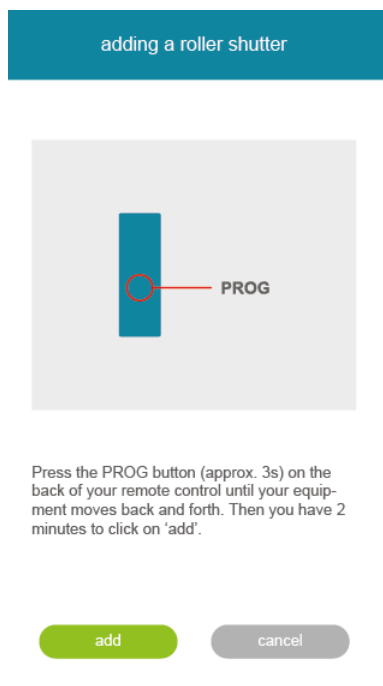 adding a roller shutter
PROG
Press the PROG button (approx. 3s) on the
back of your remote control until your equip-
ment moves back and forth. Then you have 2
minutes to click on ‘add’.
add
cancel